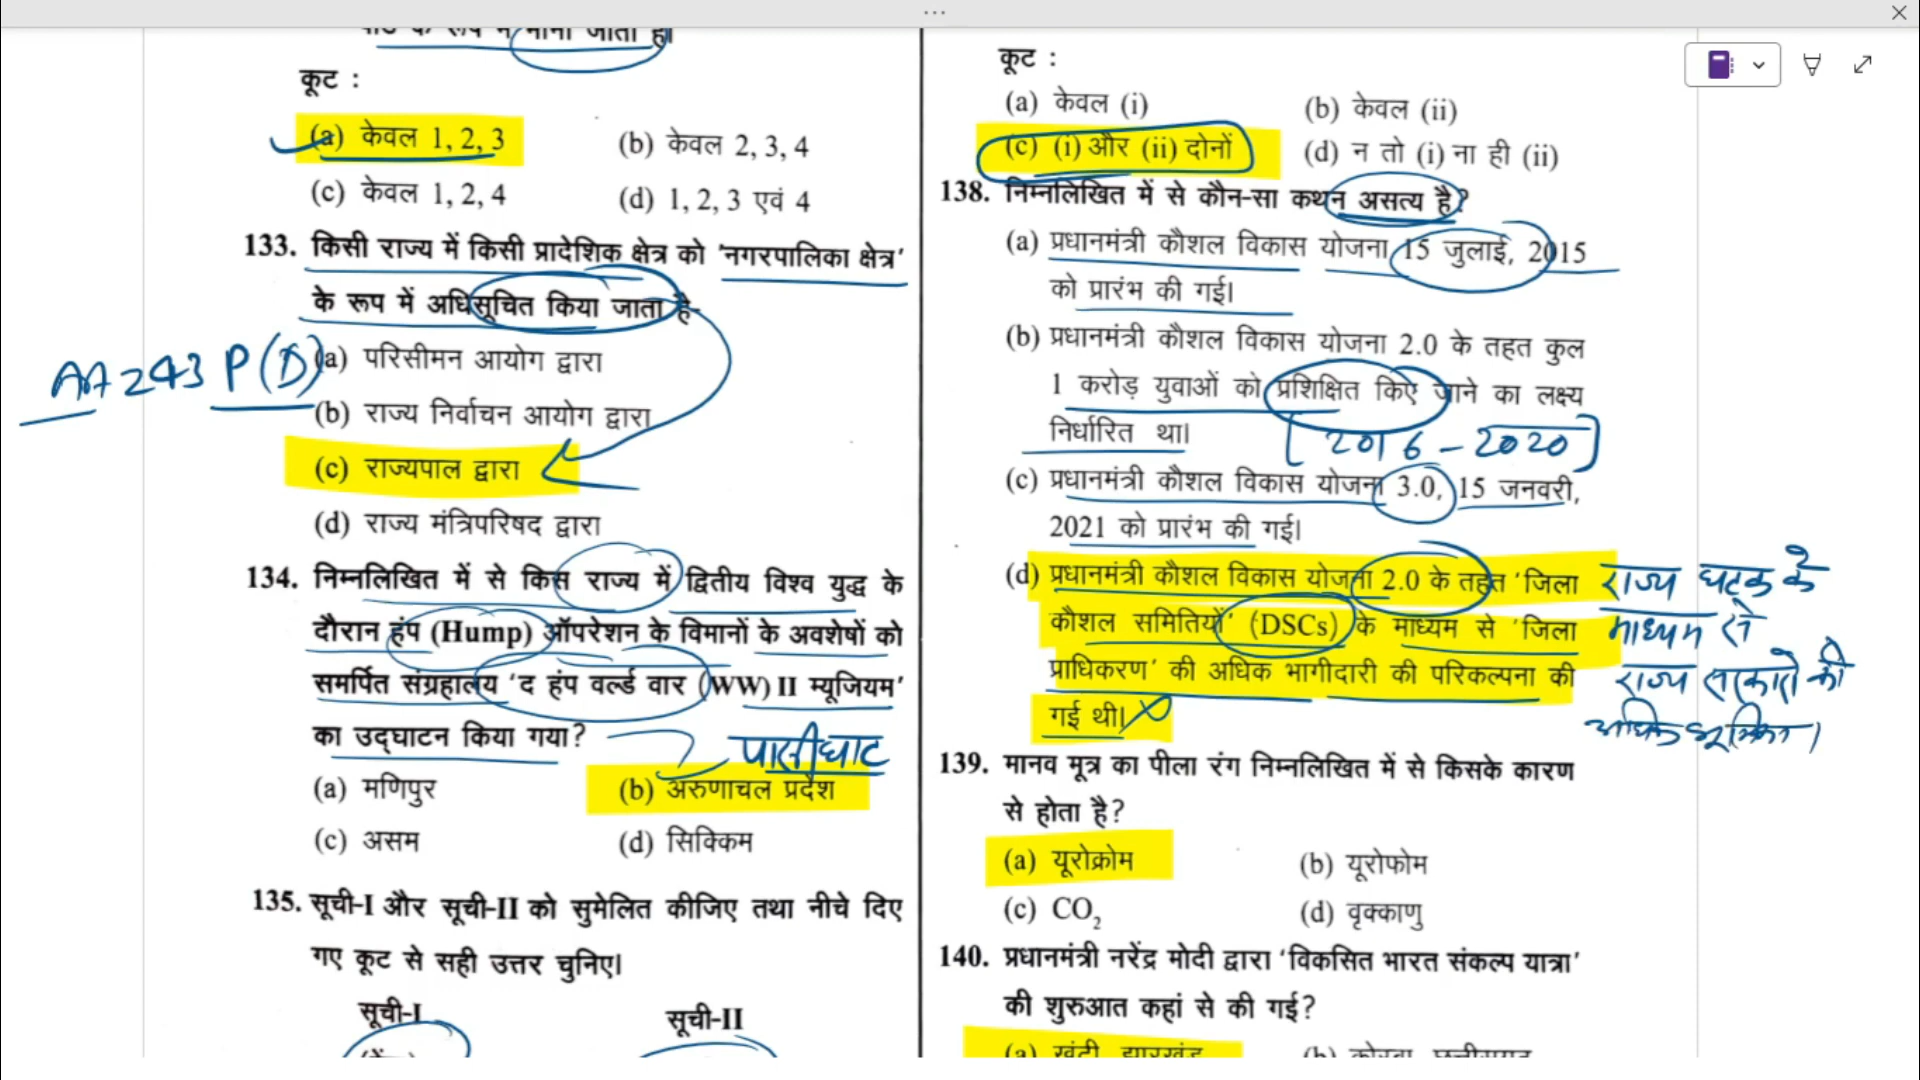 के रूप में माना जाता है।
कूट :
(a) केवल 1, 2, 3
(b) केवल 2, 3, 4
(c) केवल 1, 2, 4
(d) 1, 2, 3 एवं 4
133. किसी राज्य में किसी प्रादेशिक क्षेत्र को 'नगरपालिका क्षेत्र'
के रूप में अधिसूचित किया जाता है-
243 P (D)
(a) परिसीमन आयोग द्वारा
(b) राज्य निर्वाचन आयोग द्वारा
(c) राज्यपाल द्वारा
(d) राज्य मंत्रिपरिषद द्वारा
134. निम्नलिखित में से किस राज्य में द्वितीय विश्व युद्ध के
दौरान हंप (Hump) ऑपरेशन के विमानों के अवशेषों को
समर्पित संग्रहालय 'द हंप वर्ल्ड वार (WW) II म्यूजियम'
का उद्घाटन किया गया?
पासीघाट
(a) मणिपुर
(b) अरुणाचल प्रदेश
(c) असम
(d) सिक्किम
135. सूची-I और सूची-II को सुमेलित कीजिए तथा नीचे दिए
गए कूट से सही उत्तर चुनिए।
सूची-I
सूची-II
कूट :
(a) केवल (i)
(b) केवल (ii)
(c) (i) और (ii) दोनों
(d) न तो (i) ना ही (ii)
138. निम्नलिखित में से कौन-सा कथन असत्य है?
(a) प्रधानमंत्री कौशल विकास योजना 15 जुलाई, 2015
को प्रारंभ की गई।
(b) प्रधानमंत्री कौशल विकास योजना 2.0 के तहत कुल
1 करोड़ युवाओं को प्रशिक्षित किए जाने का लक्ष्य
निर्धारित था।
[2016 - 2020]
(c) प्रधानमंत्री कौशल विकास योजना 3.0, 15 जनवरी,
2021 को प्रारंभ की गई।
(d) प्रधानमंत्री कौशल विकास योजना 2.0 के तहत 'जिला
कौशल समितियों' (DSCs) के माध्यम से 'जिला
प्राधिकरण' की अधिक भागीदारी की परिकल्पना की
गई थी।
राज्य घटक के
माध्यम से
राज्य सरकारों की
अधिक भूमिका।
139. मानव मूत्र का पीला रंग निम्नलिखित में से किसके कारण
से होता है?
(a) यूरोक्रोम
(b) यूरोफोम
(c) CO₂
(d) वृक्काणु
140. प्रधानमंत्री नरेंद्र मोदी द्वारा 'विकसित भारत संकल्प यात्रा'
की शुरुआत कहां से की गई?
(a) खूंटी, झारखंड
(b) कोरबा, छत्तीसगढ़